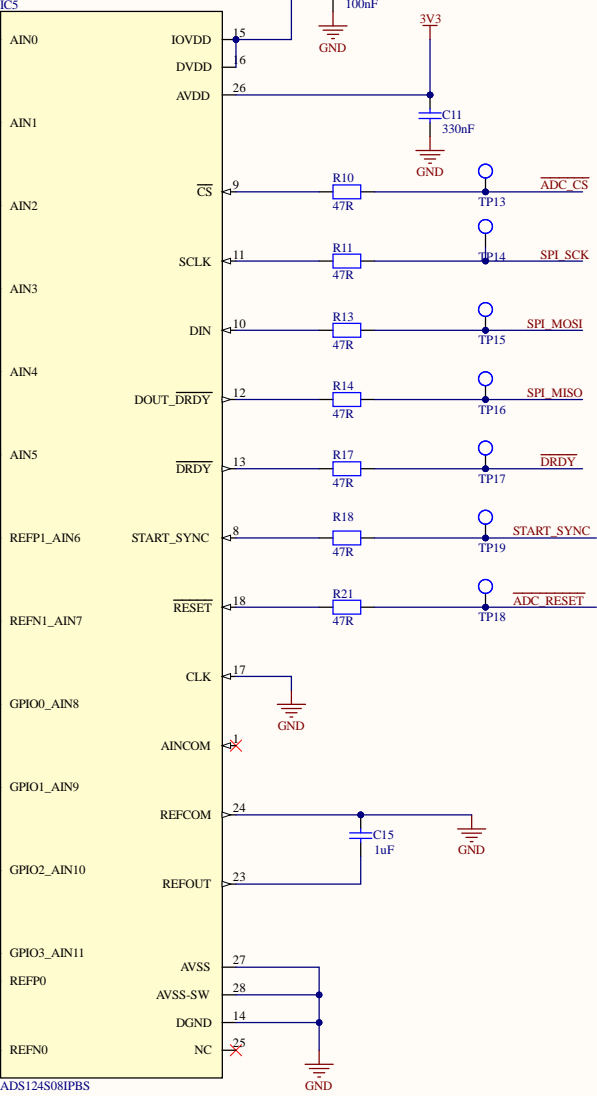 IC5
100nF
GND
3V3
AIN0
IOVDD
15
DVDD
16
AVDD
26
C11
330nF
GND
AIN1
CS
9
R10
47R
TP13
ADC_CS
AIN2
SCLK
11
R11
47R
TP14
SPI_SCK
AIN3
DIN
10
R13
47R
TP15
SPI_MOSI
AIN4
DOUT_DRDY
12
R14
47R
TP16
SPI_MISO
AIN5
DRDY
13
R17
47R
TP17
DRDY
REFP1_AIN6
START_SYNC
8
R18
47R
TP19
START_SYNC
REFN1_AIN7
RESET
18
R21
47R
TP18
ADC_RESET
CLK
17
GND
GPIO0_AIN8
AINCOM
1
GPIO1_AIN9
REFCOM
24
C15
1uF
GND
GPIO2_AIN10
REFOUT
23
GPIO3_AIN11
AVSS
27
REFP0
AVSS-SW
28
DGND
14
REFN0
NC
25
GND
ADS124S08IPBS